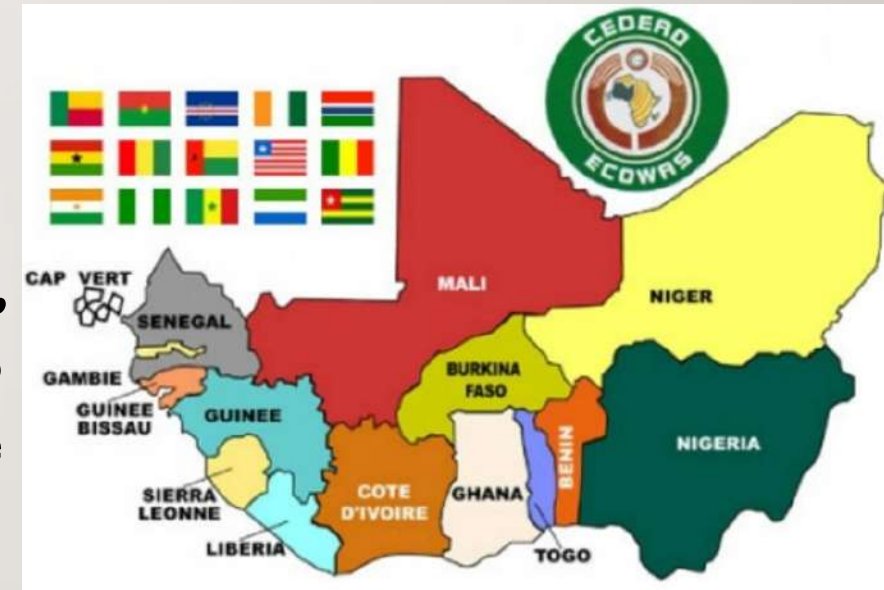 CEDEAO
ECOWAS
MALI
NIGER
CAP VERT
SENEGAL
BURKINA
FASO
GAMBIE
GUINEE
BISSAU
GUINEE
NIGERIA
BENIN
COTE
D'IVOIRE
GHANA
SIERRA
LEONNE
LIBERIA
TOGO